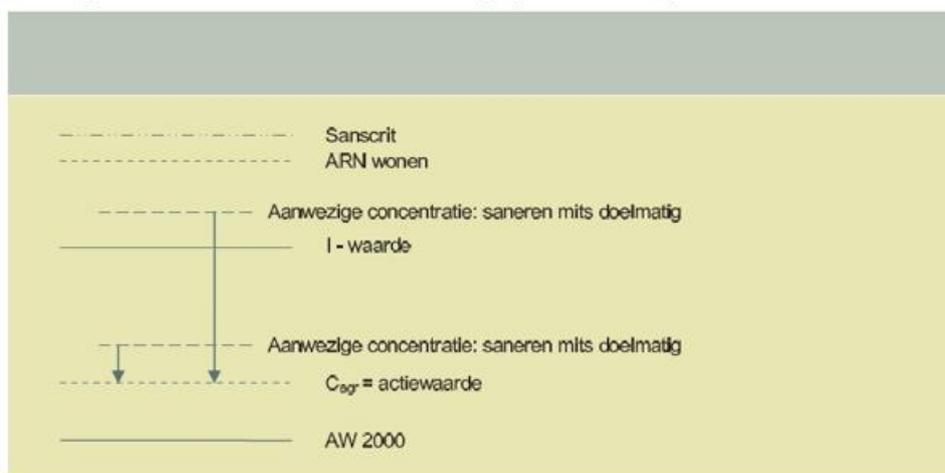 Sanscrit
ARN wonen
Aanwezige concentratie: saneren mits doelmatig
I - waarde
Aanwezige concentratie: saneren mits doelmatig
Cagr = actiewaarde
AW 2000